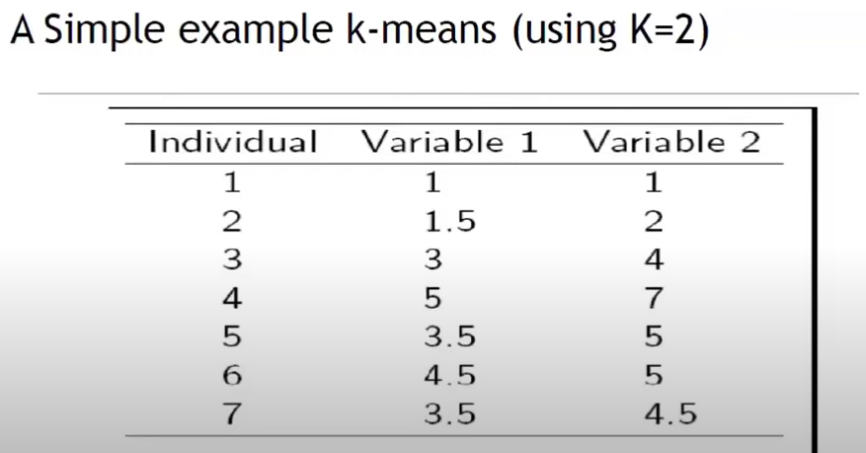 A Simple example k-means (using K=2)
Individual Variable 1 Variable 2
1 1 1
2 1.5 2
3 3 4
4 5 7
5 3.5 5
6 4.5 5
7 3.5 4.5